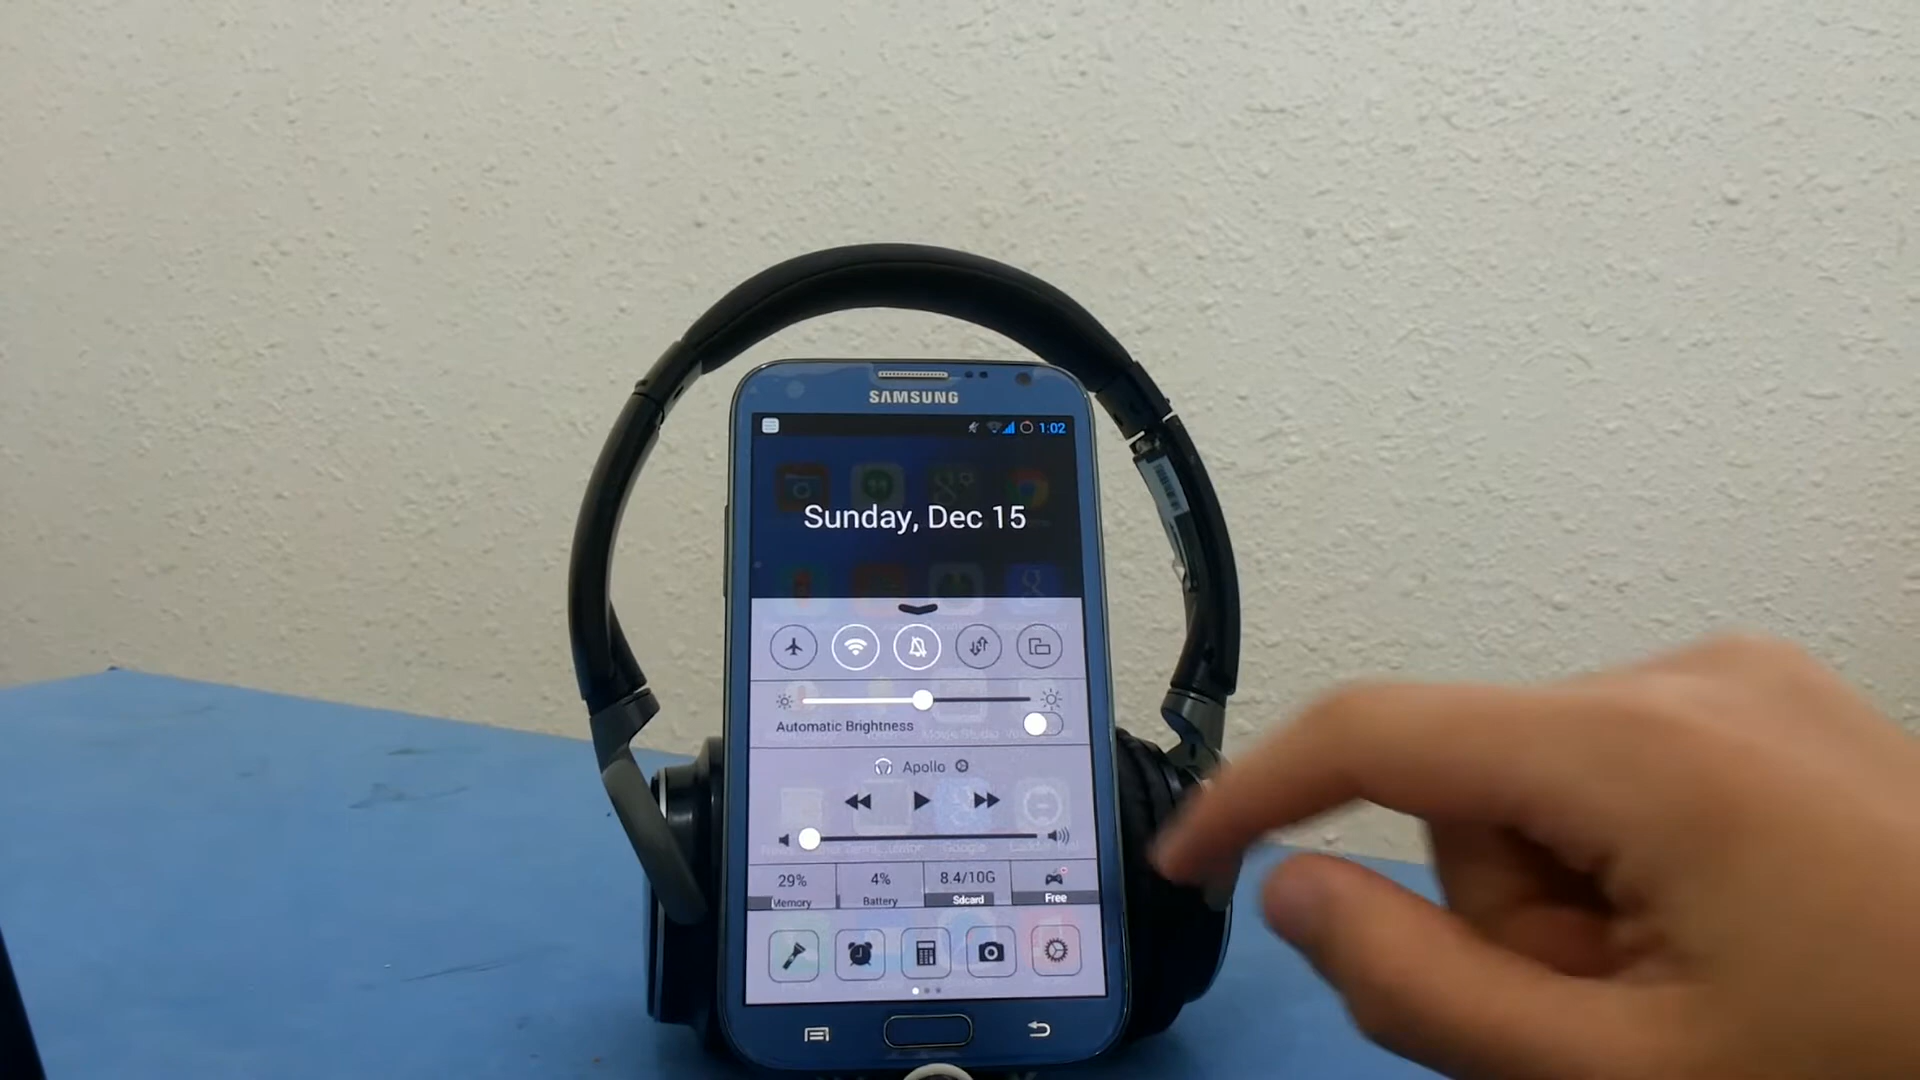 SAMSUNG
1:02
Sunday, Dec 15
Automatic Brightness
Apollo
29%
4%
8.4/10G
Memory
Battery
Sdcard
Free